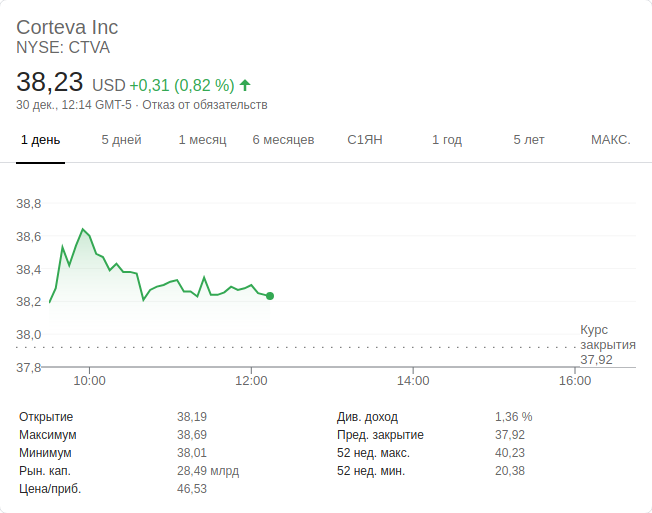 Corteva Inc
NYSE: CTVA
38,23 USD +0,31 (0,82 %)
30 дек., 12:14 GMT-5 · Отказ от обязательств
1 день 5 дней 1 месяц 6 месяцев С1ЯН 1 год 5 лет МАКС.
38,8
38,6
38,4
38,2
38,0
37,8
Курс
закрытия
37,92
10:00 12:00 14:00 16:00
Открытие 38,19 Див. доход 1,36 %
Максимум 38,69 Пред. закрытие 37,92
Минимум 38,01 52 нед. макс. 40,23
Рын. кап. 28,49 млрд 52 нед. мин. 20,38
Цена/приб. 46,53